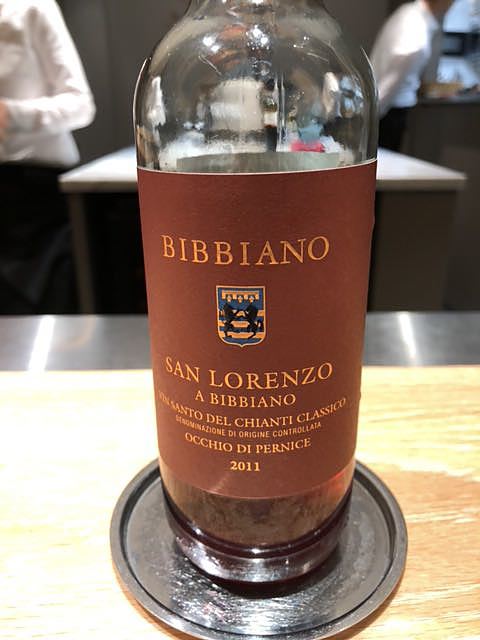 BIBBIANO
SAN LORENZO
A BIBBIANO
VIN SANTO DEL CHIANTI CLASSICO
DENOMINAZIONE DI ORIGINE CONTROLLATA
OCCHIO DI PERNICE
2011